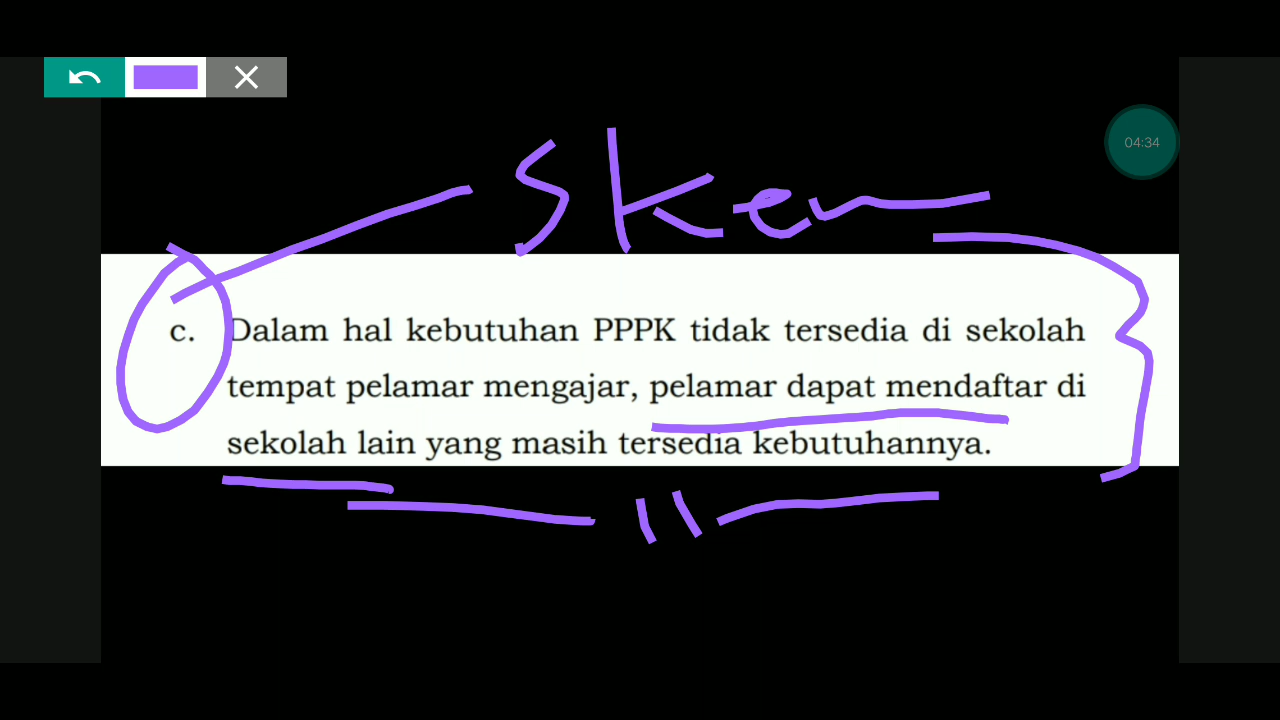 04:34
Sken
c. Dalam hal kebutuhan PPPK tidak tersedia di sekolah
tempat pelamar mengajar, pelamar dapat mendaftar di
sekolah lain yang masih tersedia kebutuhannya.